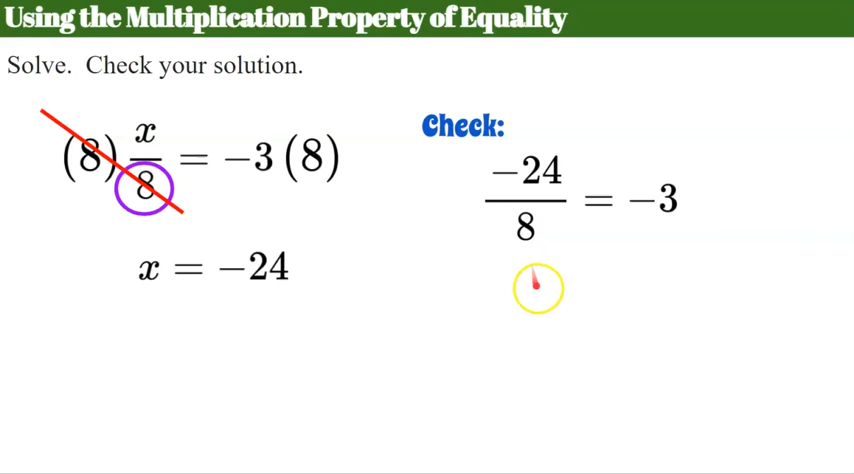 Using the Multiplication Property of Equality
Solve.  Check your solution.
(8) x/8 = −3 (8)
x = −24
Check:
−24/8 = −3